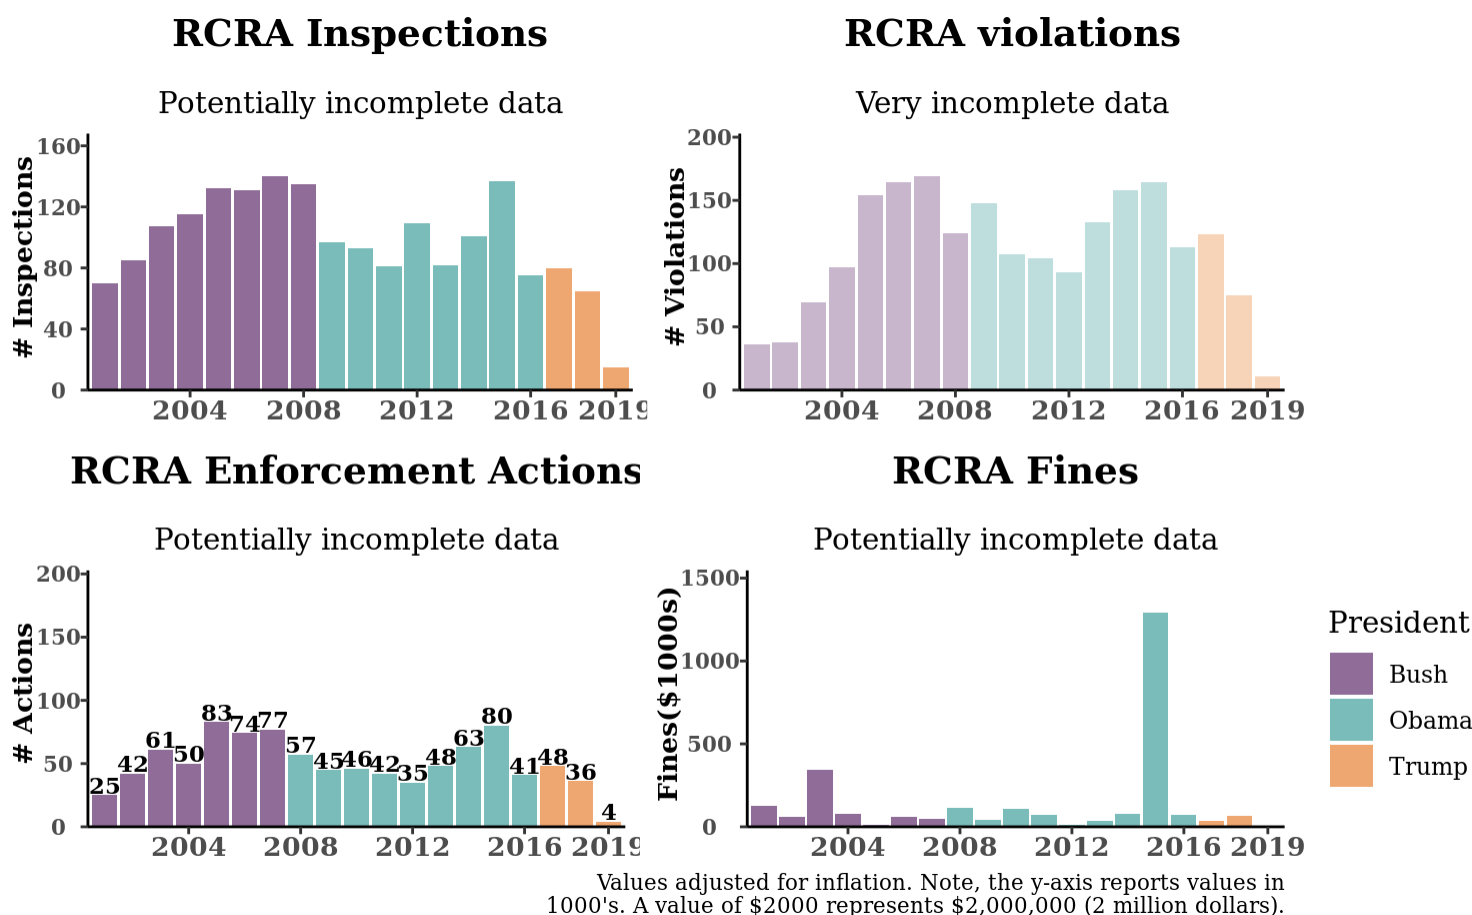 RCRA Inspections
Potentially incomplete data
# Inspections
160
120
80
40
0
2004 2008 2012 2016 2019
RCRA violations
Very incomplete data
# Violations
200
150
100
50
0
2004 2008 2012 2016 2019
RCRA Enforcement Actions
Potentially incomplete data
# Actions
200
150
100
50
0
25 42 61 50 83 74 77 57 45 46 42 35 48 63 80 41 48 36 4
2004 2008 2012 2016 2019
RCRA Fines
Potentially incomplete data
Fines($1000s)
1500
1000
500
0
2004 2008 2012 2016 2019
President
Bush
Obama
Trump
Values adjusted for inflation. Note, the y-axis reports values in
1000's. A value of $2000 represents $2,000,000 (2 million dollars).